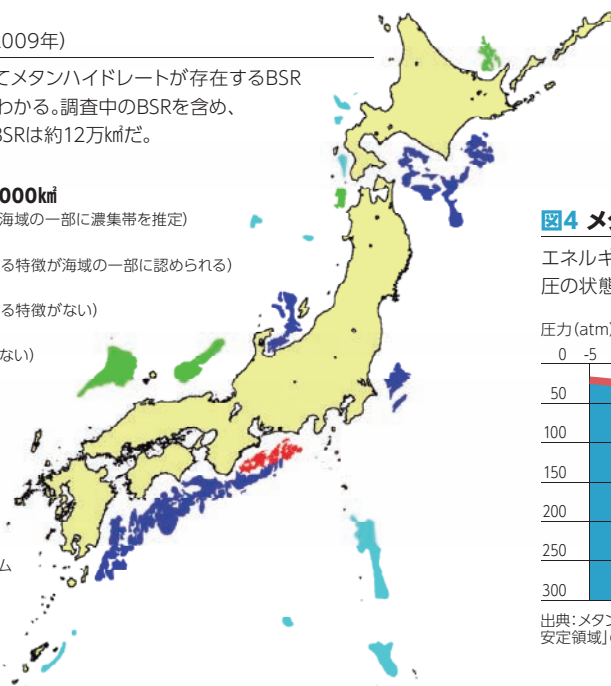 2009年)
てメタンハイドレートが存在するBSR
わかる。調査中のBSRを含め、
BSRは約12万k㎡だ。
000k㎡
海域の一部に濃集帯を推定)
る特徴が海域の一部に認められる)
る特徴がない)
ない)
ム
図4 メタ
エネルギ
圧の状態
圧力(atm)
0 -5
50
100
150
200
250
300
出典:メタン
安定領域」